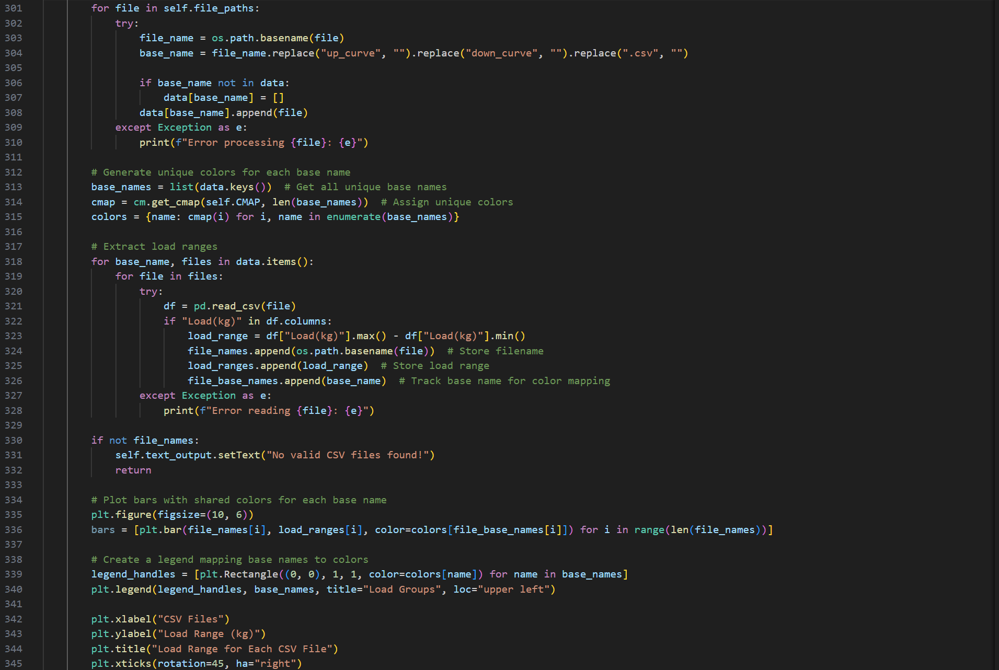 301 for file in self.file_paths:
302 try:
303 file_name = os.path.basename(file)
304 base_name = file_name.replace("up_curve", "").replace("down_curve", "").replace(".csv", "")
305
306 if base_name not in data:
307 data[base_name] = []
308 data[base_name].append(file)
309 except Exception as e:
310 print(f"Error processing {file}: {e}")
311
312 # Generate unique colors for each base name
313 base_names = list(data.keys())  # Get all unique base names
314 cmap = cm.get_cmap(self.CMAP, len(base_names))  # Assign unique colors
315 colors = {name: cmap(i) for i, name in enumerate(base_names)}
316
317 # Extract load ranges
318 for base_name, files in data.items():
319 for file in files:
320 try:
321 df = pd.read_csv(file)
322 if "Load(kg)" in df.columns:
323 load_range = df["Load(kg)"].max() - df["Load(kg)"].min()
324 file_names.append(os.path.basename(file))  # Store filename
325 load_ranges.append(load_range)  # Store load range
326 file_base_names.append(base_name)  # Track base name for color mapping
327 except Exception as e:
328 print(f"Error reading {file}: {e}")
329
330 if not file_names:
331 self.text_output.setText("No valid CSV files found!")
332 return
333
334 # Plot bars with shared colors for each base name
335 plt.figure(figsize=(10, 6))
336 bars = [plt.bar(file_names[i], load_ranges[i], color=colors[file_base_names[i]]) for i in range(len(file_names))]
337
338 # Create a legend mapping base names to colors
339 legend_handles = [plt.Rectangle((0, 0), 1, 1, color=colors[name]) for name in base_names]
340 plt.legend(legend_handles, base_names, title="Load Groups", loc="upper left")
341
342 plt.xlabel("CSV Files")
343 plt.ylabel("Load Range (kg)")
344 plt.title("Load Range for Each CSV File")
345 plt.xticks(rotation=45, ha="right")